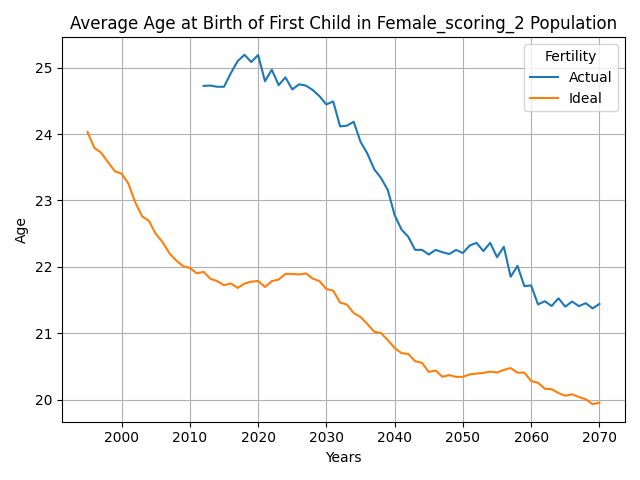 Average Age at Birth of First Child in Female_scoring_2 Population
Fertility
Actual
Ideal
Age
25
24
23
22
21
20
2000
2010
2020
2030
2040
2050
2060
2070
Years